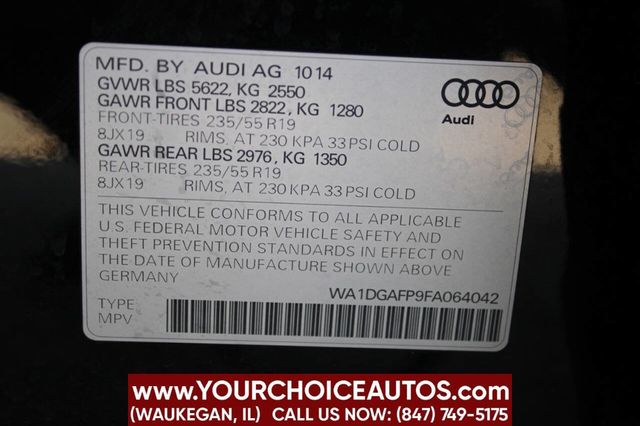 MFD. BY AUDI AG 1014
GVWR LBS 5622, KG 2550
GAWR FRONT LBS 2822, KG 1280
FRONT-TIRES 235/55 R19
8JX19 RIMS, AT 230 KPA 33 PSI COLD
GAWR REAR LBS 2976, KG 1350
REAR-TIRES 235/55 R19
8JX19 RIMS, AT 230 KPA 33 PSI COLD
Audi
THIS VEHICLE CONFORMS TO ALL APPLICABLE
U.S. FEDERAL MOTOR VEHICLE SAFETY AND
THEFT PREVENTION STANDARDS IN EFFECT ON
THE DATE OF MANUFACTURE SHOWN ABOVE
GERMANY
WA1DGAFP9FA064042
TYPE
MPV
WWW.YOURCHOICEAUTOS.COM
(WAUKEGAN, IL) CALL US NOW: (847) 749-5175